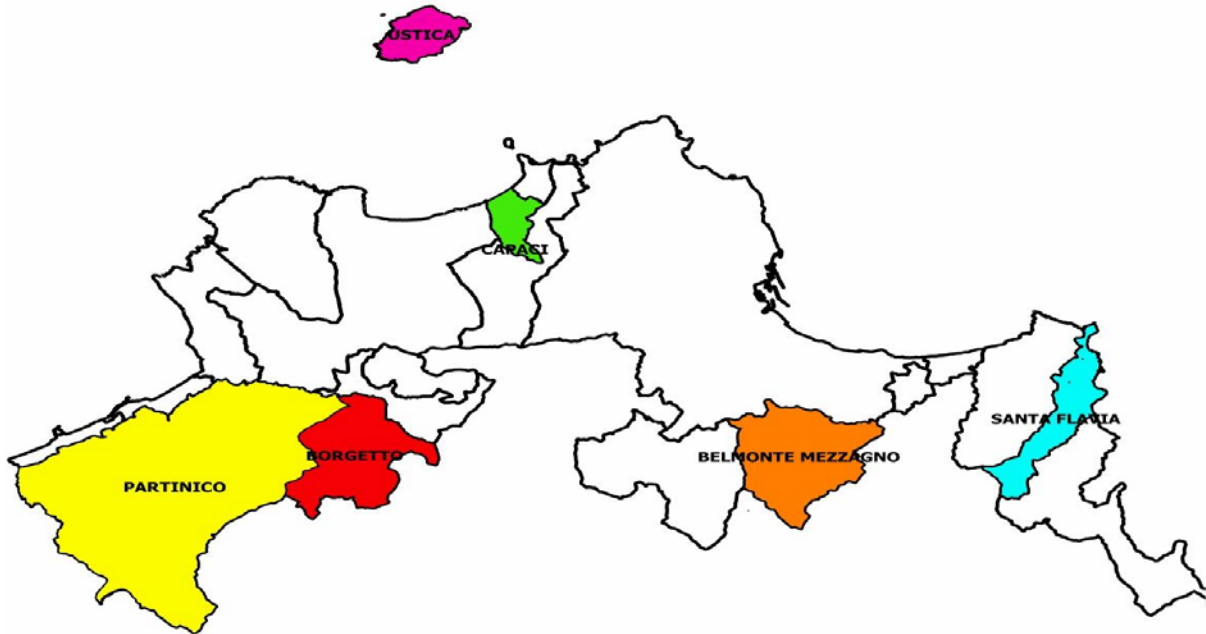 USTICA
CAPACI
SANTA FLAVIA
BORGETTO
BELMONTE MEZZAGNO
PARTINICO